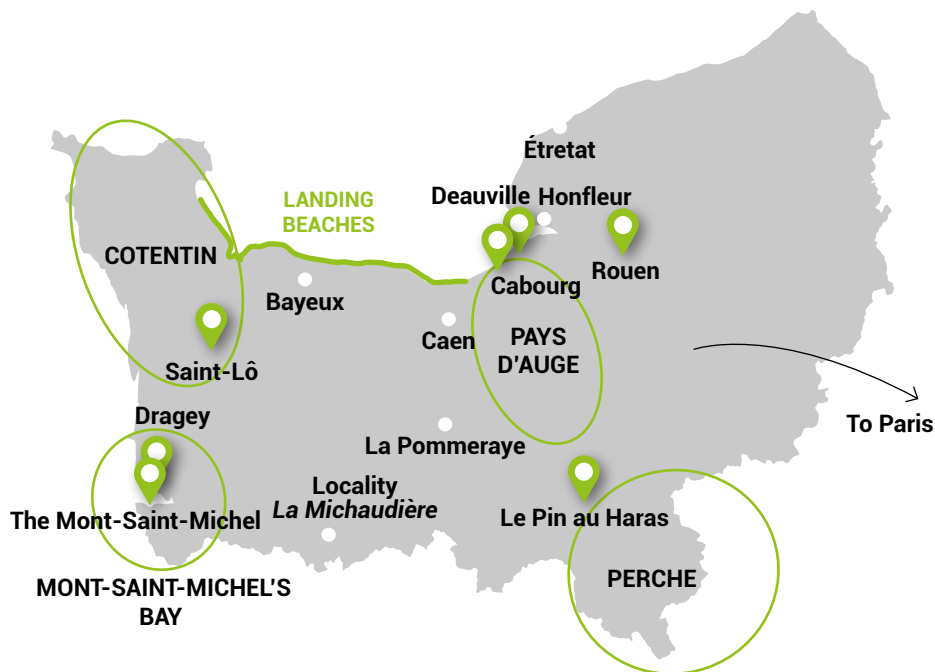 Étretat
Deauville
Honfleur
LANDING
BEACHES
COTENTIN
Rouen
Cabourg
Bayeux
Caen
PAYS
D'AUGE
Saint-Lô
Dragey
To Paris
La Pommeraye
Locality
La Michaudière
The Mont-Saint-Michel
Le Pin au Haras
MONT-SAINT-MICHEL'S
BAY
PERCHE